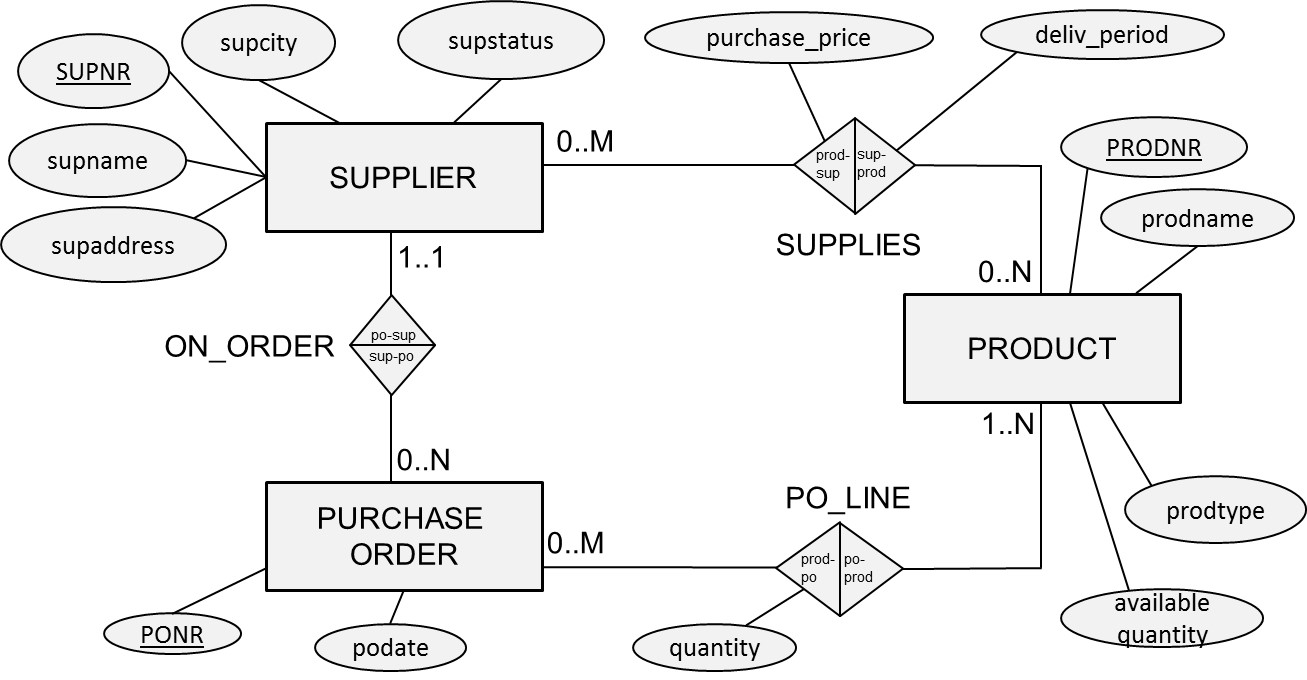 supcity
supstatus
purchase_price
deliv_period
SUPNR
0..M
prod-
sup
sup-
prod
PRODNR
supname
SUPPLIER
prodname
supaddress
SUPPLIES
1..1
0..N
ON_ORDER
po-sup
sup-po
PRODUCT
1..N
0..N
PO_LINE
prodtype
PURCHASE
ORDER
0..M
prod-
po
po-
prod
available
quantity
PONR
podate
quantity